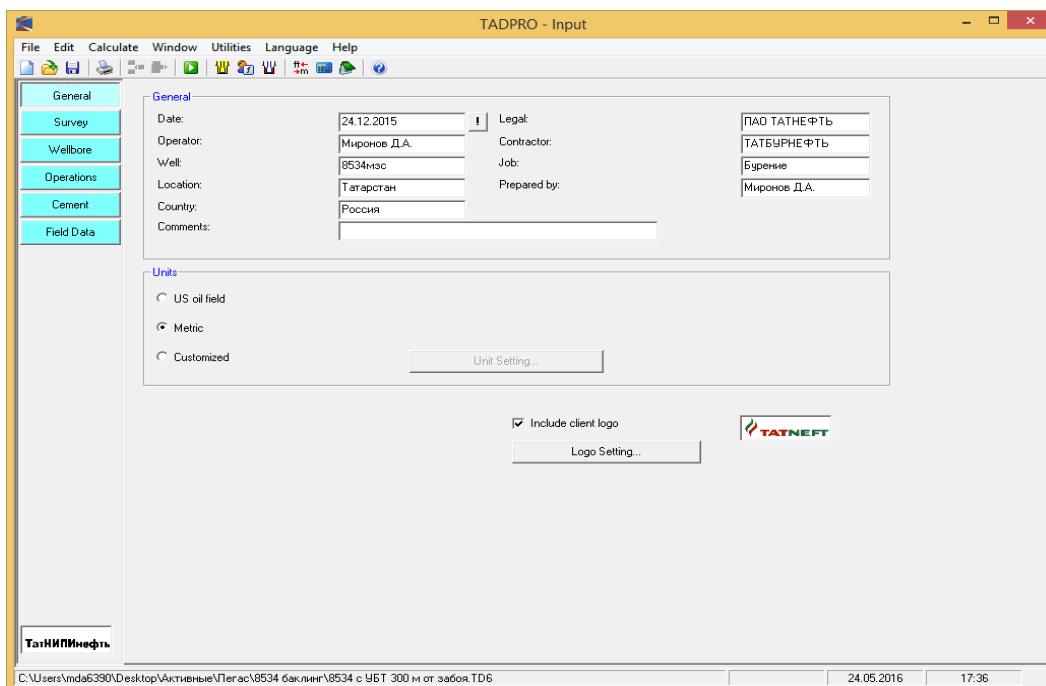 TADPRO - Input
File Edit Calculate Window Utilities Language Help
General
Survey
Wellbore
Operations
Cement
Field Data
General
Date: 24.12.2015 ! Legal: ПАО ТАТНЕФТЬ
Operator: Миронов Д.А. Contractor: ТАТБУРНЕФТЬ
Well: 8534мзс Job: Бурение
Location: Татарстан Prepared by: Миронов Д.А.
Country: Россия
Comments:
Units
US oil field
Metric
Customized Unit Setting...
Include client logo TATNEFT
Logo Setting...
ТатНИПИнефть
C:\Users\mda6390\Desktop\Активные\Пегас\8534 баклинг\8534 с УБТ 300 м от забоя.TD6 24.05.2016 17:36